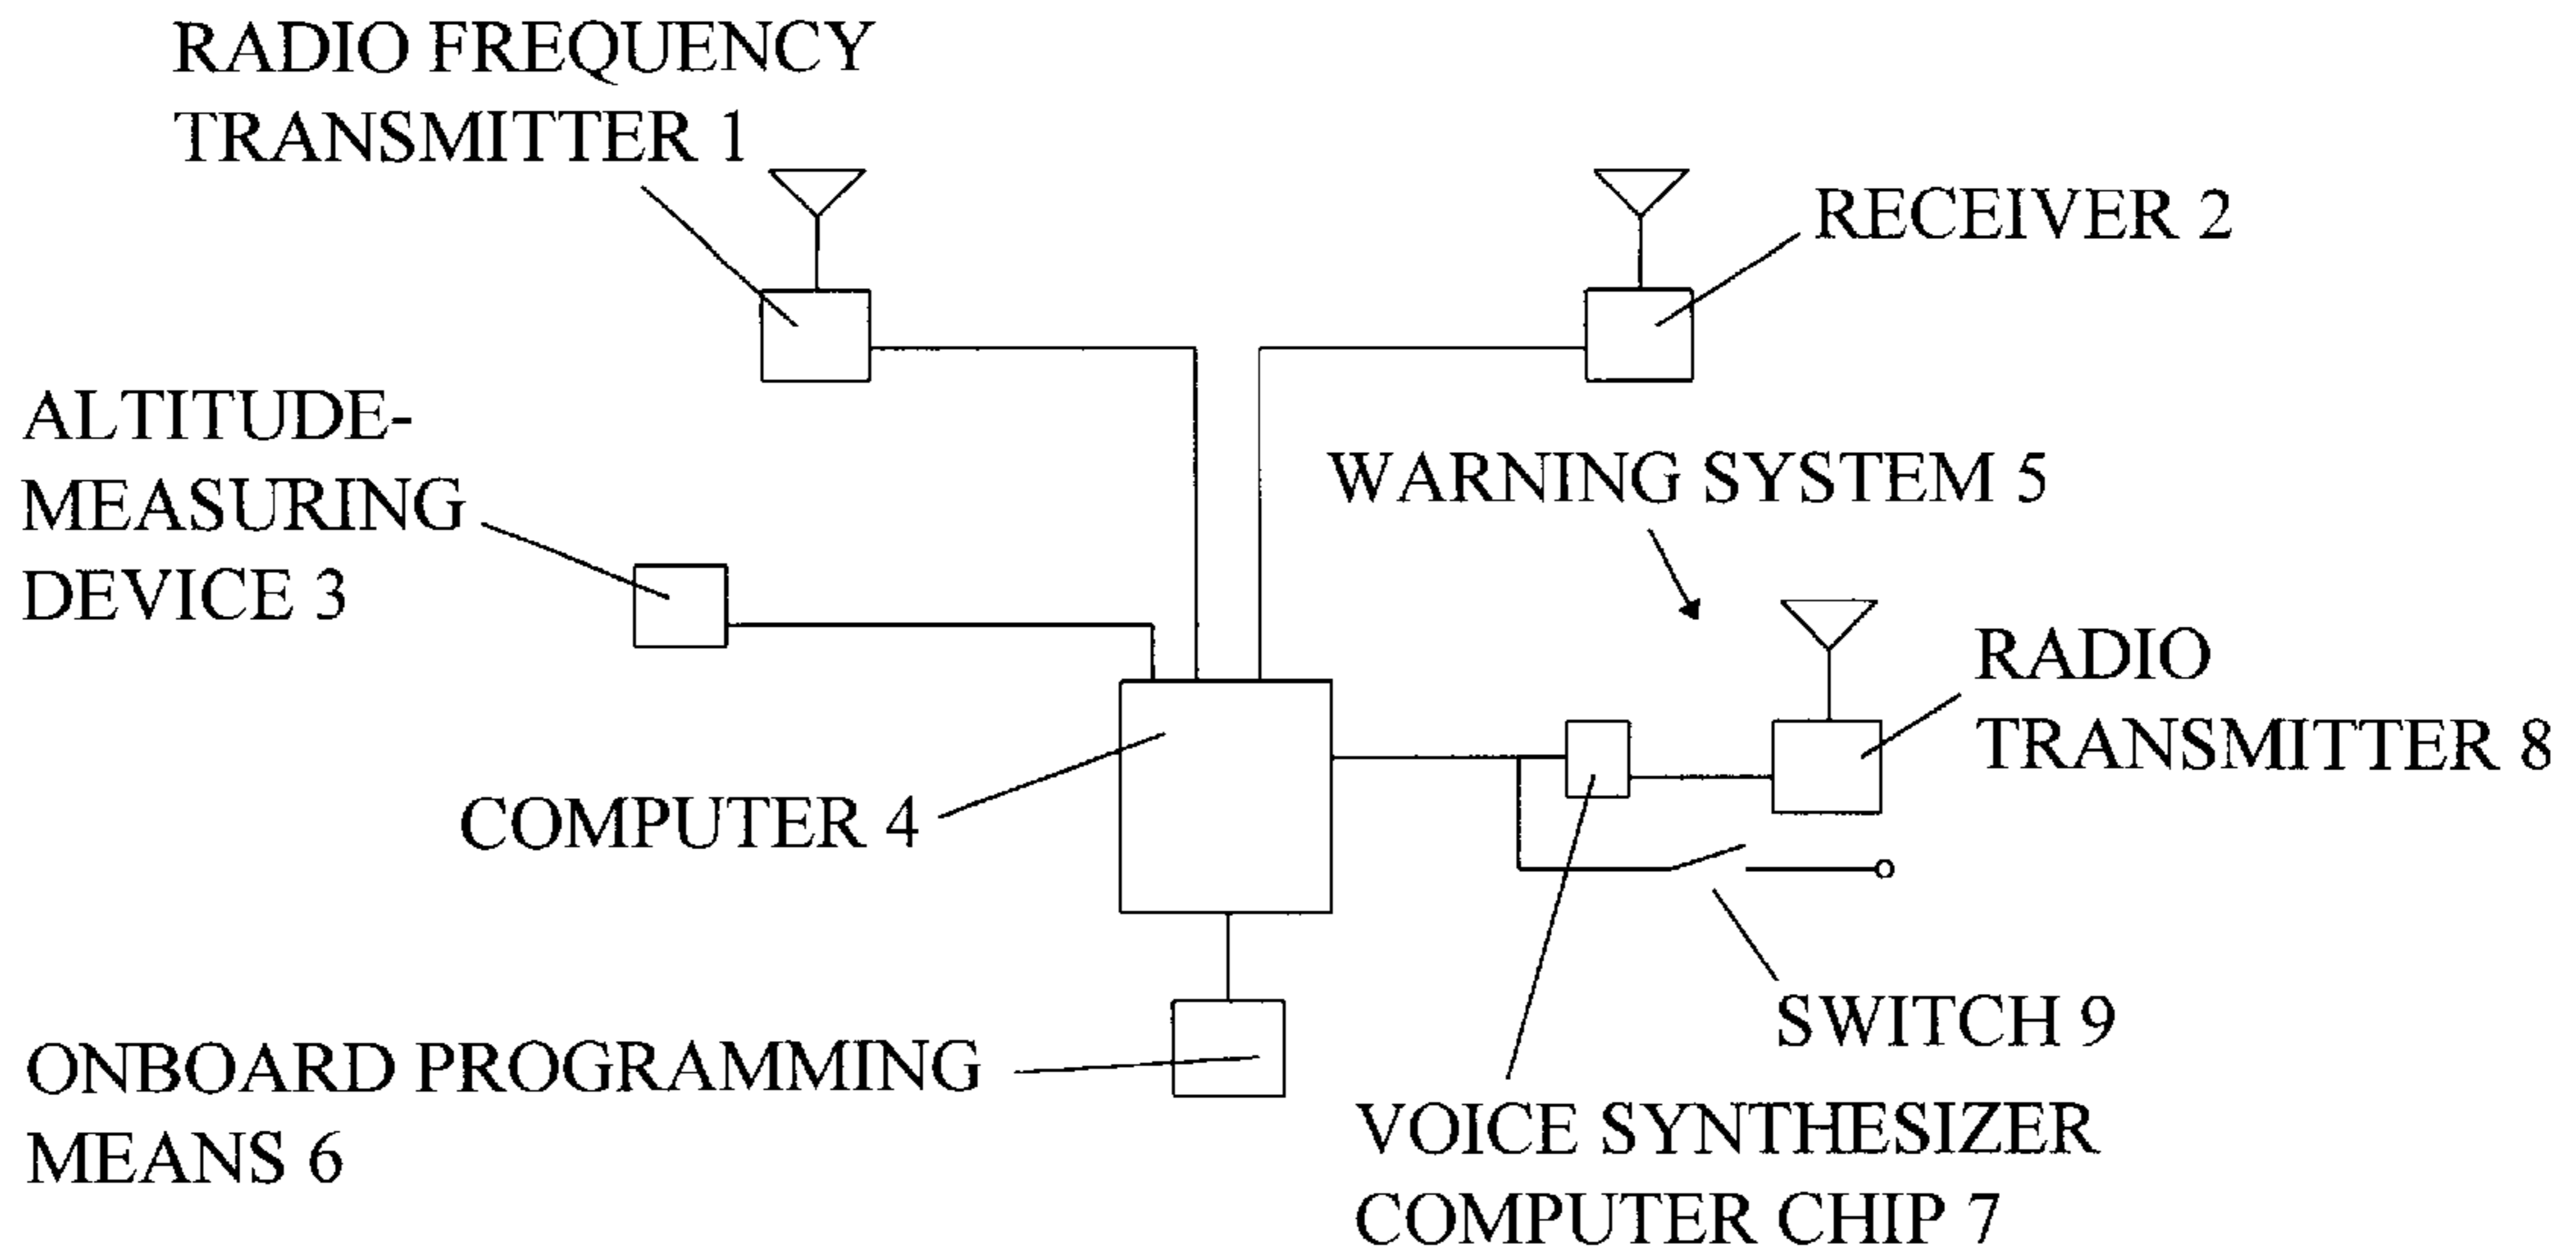 RADIO FREQUENCY
TRANSMITTER 1
RECEIVER 2
ALTITUDE-
MEASURING
DEVICE 3
WARNING SYSTEM 5
RADIO
TRANSMITTER 8
COMPUTER 4
SWITCH 9
ONBOARD PROGRAMMING
MEANS 6
VOICE SYNTHESIZER
COMPUTER CHIP 7